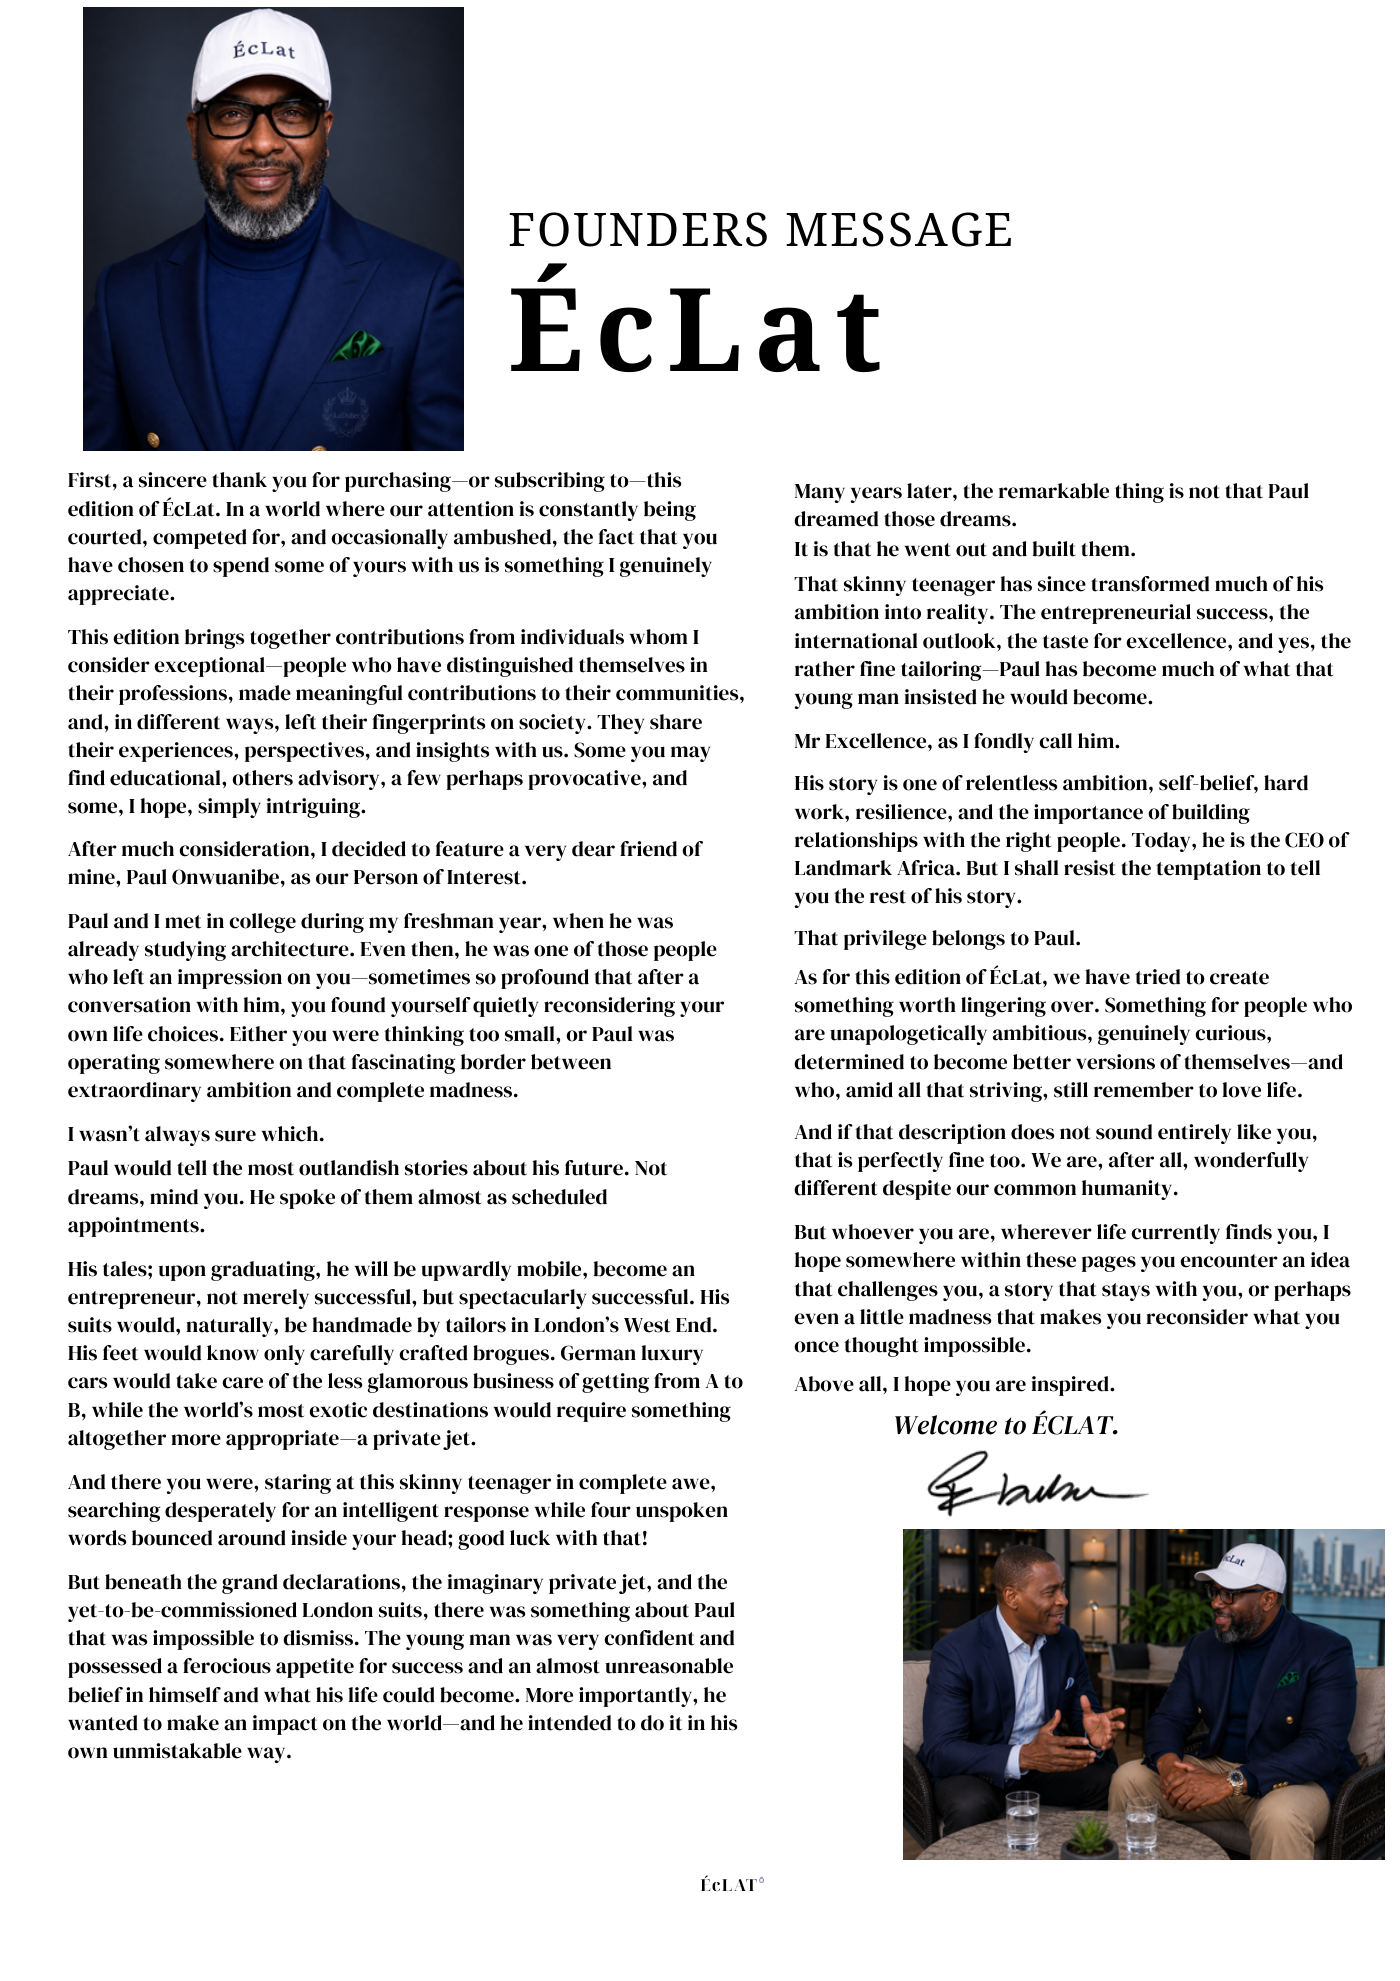 ÉcLat
FOUNDERS MESSAGE
ÉcLat
First, a sincere thank you for purchasing—or subscribing to—this
edition of ÉcLat. In a world where our attention is constantly being
courted, competed for, and occasionally ambushed, the fact that you
have chosen to spend some of yours with us is something I genuinely
appreciate.
This edition brings together contributions from individuals whom I
consider exceptional—people who have distinguished themselves in
their professions, made meaningful contributions to their communities,
and, in different ways, left their fingerprints on society. They share
their experiences, perspectives, and insights with us. Some you may
find educational, others advisory, a few perhaps provocative, and
some, I hope, simply intriguing.
After much consideration, I decided to feature a very dear friend of
mine, Paul Onwuanibe, as our Person of Interest.
Paul and I met in college during my freshman year, when he was
already studying architecture. Even then, he was one of those people
who left an impression on you—sometimes so profound that after a
conversation with him, you found yourself quietly reconsidering your
own life choices. Either you were thinking too small, or Paul was
operating somewhere on that fascinating border between
extraordinary ambition and complete madness.
I wasn’t always sure which.
Paul would tell the most outlandish stories about his future. Not
dreams, mind you. He spoke of them almost as scheduled
appointments.
His tales; upon graduating, he will be upwardly mobile, become an
entrepreneur, not merely successful, but spectacularly successful. His
suits would, naturally, be handmade by tailors in London’s West End.
His feet would know only carefully crafted brogues. German luxury
cars would take care of the less glamorous business of getting from A to
B, while the world’s most exotic destinations would require something
altogether more appropriate—a private jet.
And there you were, staring at this skinny teenager in complete awe,
searching desperately for an intelligent response while four unspoken
words bounced around inside your head; good luck with that!
But beneath the grand declarations, the imaginary private jet, and the
yet-to-be-commissioned London suits, there was something about Paul
that was impossible to dismiss. The young man was very confident and
possessed a ferocious appetite for success and an almost unreasonable
belief in himself and what his life could become. More importantly, he
wanted to make an impact on the world—and he intended to do it in his
own unmistakable way.
Many years later, the remarkable thing is not that Paul
dreamed those dreams.
It is that he went out and built them.
That skinny teenager has since transformed much of his
ambition into reality. The entrepreneurial success, the
international outlook, the taste for excellence, and yes, the
rather fine tailoring—Paul has become much of what that
young man insisted he would become.
Mr Excellence, as I fondly call him.
His story is one of relentless ambition, self-belief, hard
work, resilience, and the importance of building
relationships with the right people. Today, he is the CEO of
Landmark Africa. But I shall resist the temptation to tell
you the rest of his story.
That privilege belongs to Paul.
As for this edition of ÉcLat, we have tried to create
something worth lingering over. Something for people who
are unapologetically ambitious, genuinely curious,
determined to become better versions of themselves—and
who, amid all that striving, still remember to love life.
And if that description does not sound entirely like you,
that is perfectly fine too. We are, after all, wonderfully
different despite our common humanity.
But whoever you are, wherever life currently finds you, I
hope somewhere within these pages you encounter an idea
that challenges you, a story that stays with you, or perhaps
even a little madness that makes you reconsider what you
once thought impossible.
Above all, I hope you are inspired.
Welcome to ÉCLAT.
ÉcLat
ÉcLAT